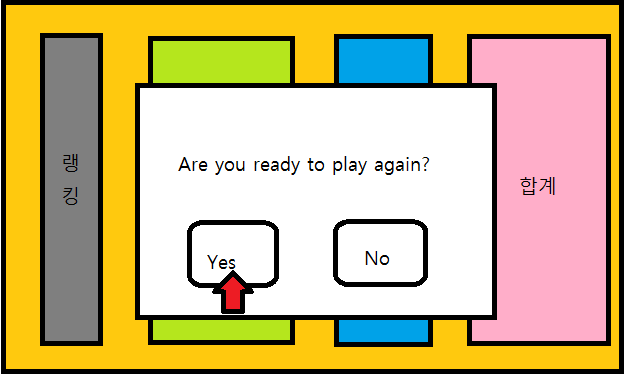 랭
킹
Are you ready to play again?
Yes
No
합계